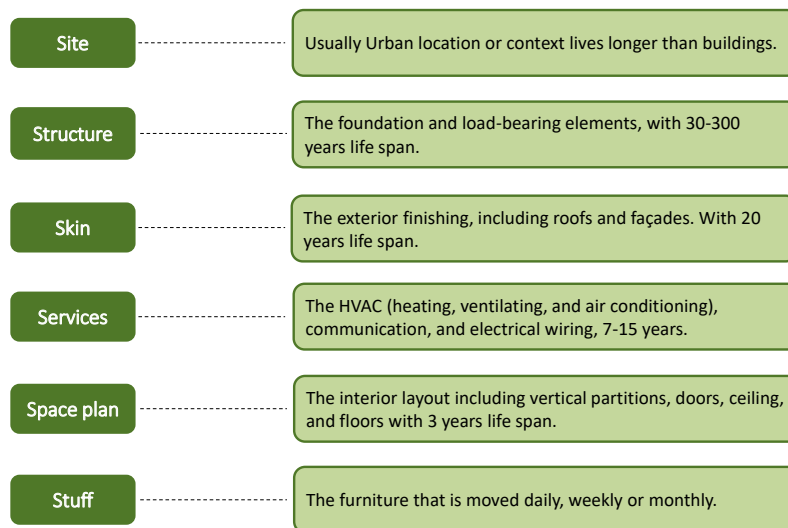 Site
Usually Urban location or context lives longer than buildings.
Structure
The foundation and load-bearing elements, with 30-300
years life span.
Skin
The exterior finishing, including roofs and façades. With 20
years life span.
Services
The HVAC (heating, ventilating, and air conditioning),
communication, and electrical wiring, 7-15 years.
Space plan
The interior layout including vertical partitions, doors, ceiling,
and floors with 3 years life span.
Stuff
The furniture that is moved daily, weekly or monthly.